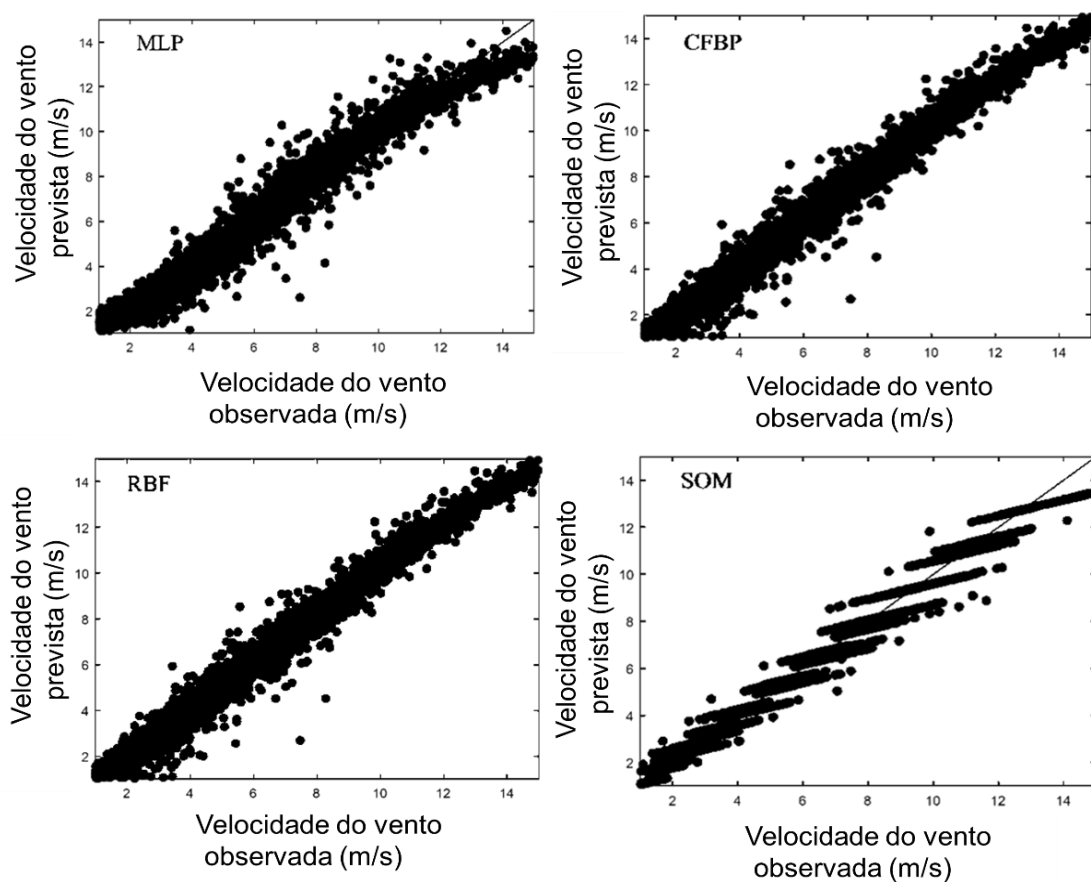 MLP
Velocidade do vento
prevista (m/s)
14
12
10
8
6
4
2
2
4
6
8
10
12
14
Velocidade do vento
observada (m/s)
CFBP
Velocidade do vento
prevista (m/s)
14
12
10
8
6
4
2
2
4
6
8
10
12
14
Velocidade do vento
observada (m/s)
RBF
Velocidade do vento
prevista (m/s)
14
12
10
8
6
4
2
2
4
6
8
10
12
14
Velocidade do vento
observada (m/s)
SOM
Velocidade do vento
prevista (m/s)
14
12
10
8
6
4
2
2
4
6
8
10
12
14
Velocidade do vento
observada (m/s)